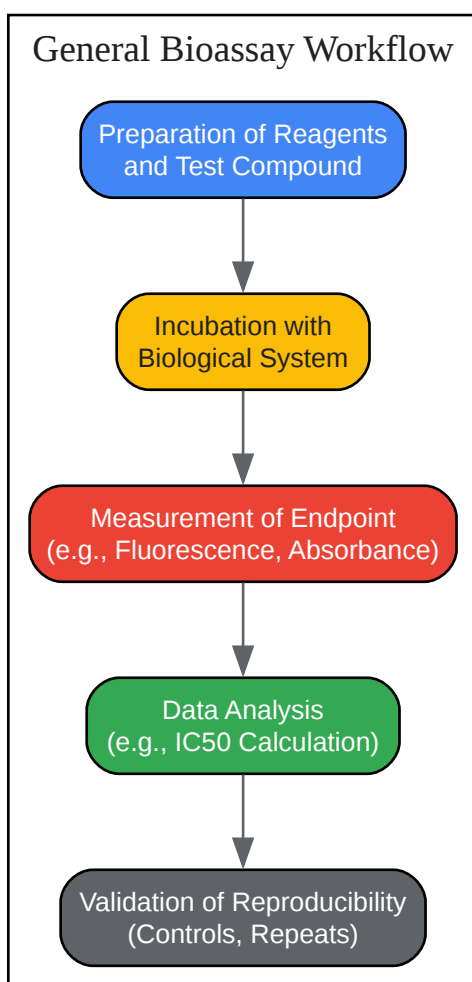 General Bioassay Workflow
Preparation of Reagents
and Test Compound
Incubation with
Biological System
Measurement of Endpoint
(e.g., Fluorescence, Absorbance)
Data Analysis
(e.g., IC50 Calculation)
Validation of Reproducibility
(Controls, Repeats)